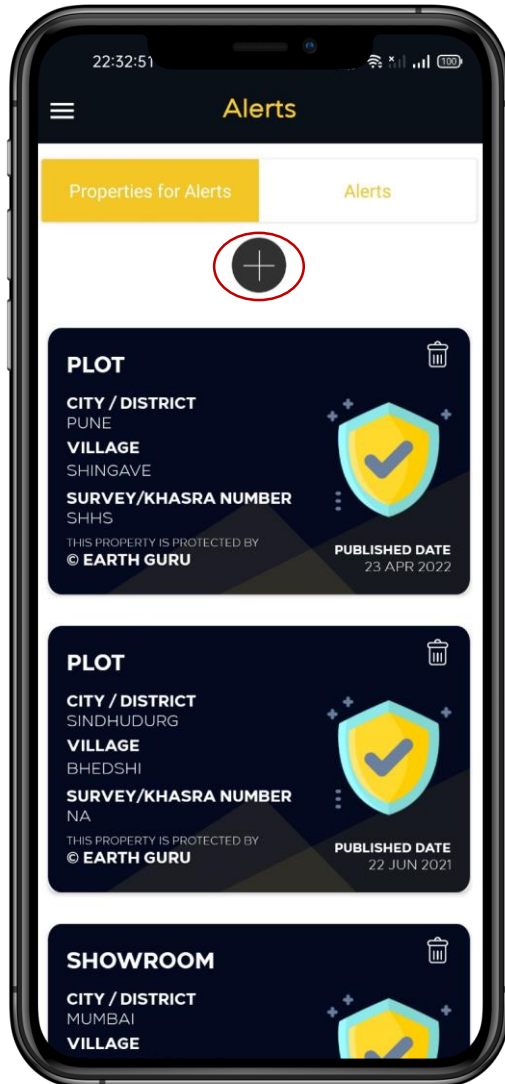 22:32:51
100
Alerts
Properties for Alerts
Alerts
PLOT
CITY / DISTRICT
PUNE
VILLAGE
SHINGAVE
SURVEY/KHASRA NUMBER
SHHS
THIS PROPERTY IS PROTECTED BY
© EARTH GURU
PUBLISHED DATE
23 APR 2022
PLOT
CITY / DISTRICT
SINDHUDURG
VILLAGE
BHEDSHI
SURVEY/KHASRA NUMBER
NA
THIS PROPERTY IS PROTECTED BY
© EARTH GURU
PUBLISHED DATE
22 JUN 2021
SHOWROOM
CITY / DISTRICT
MUMBAI
VILLAGE